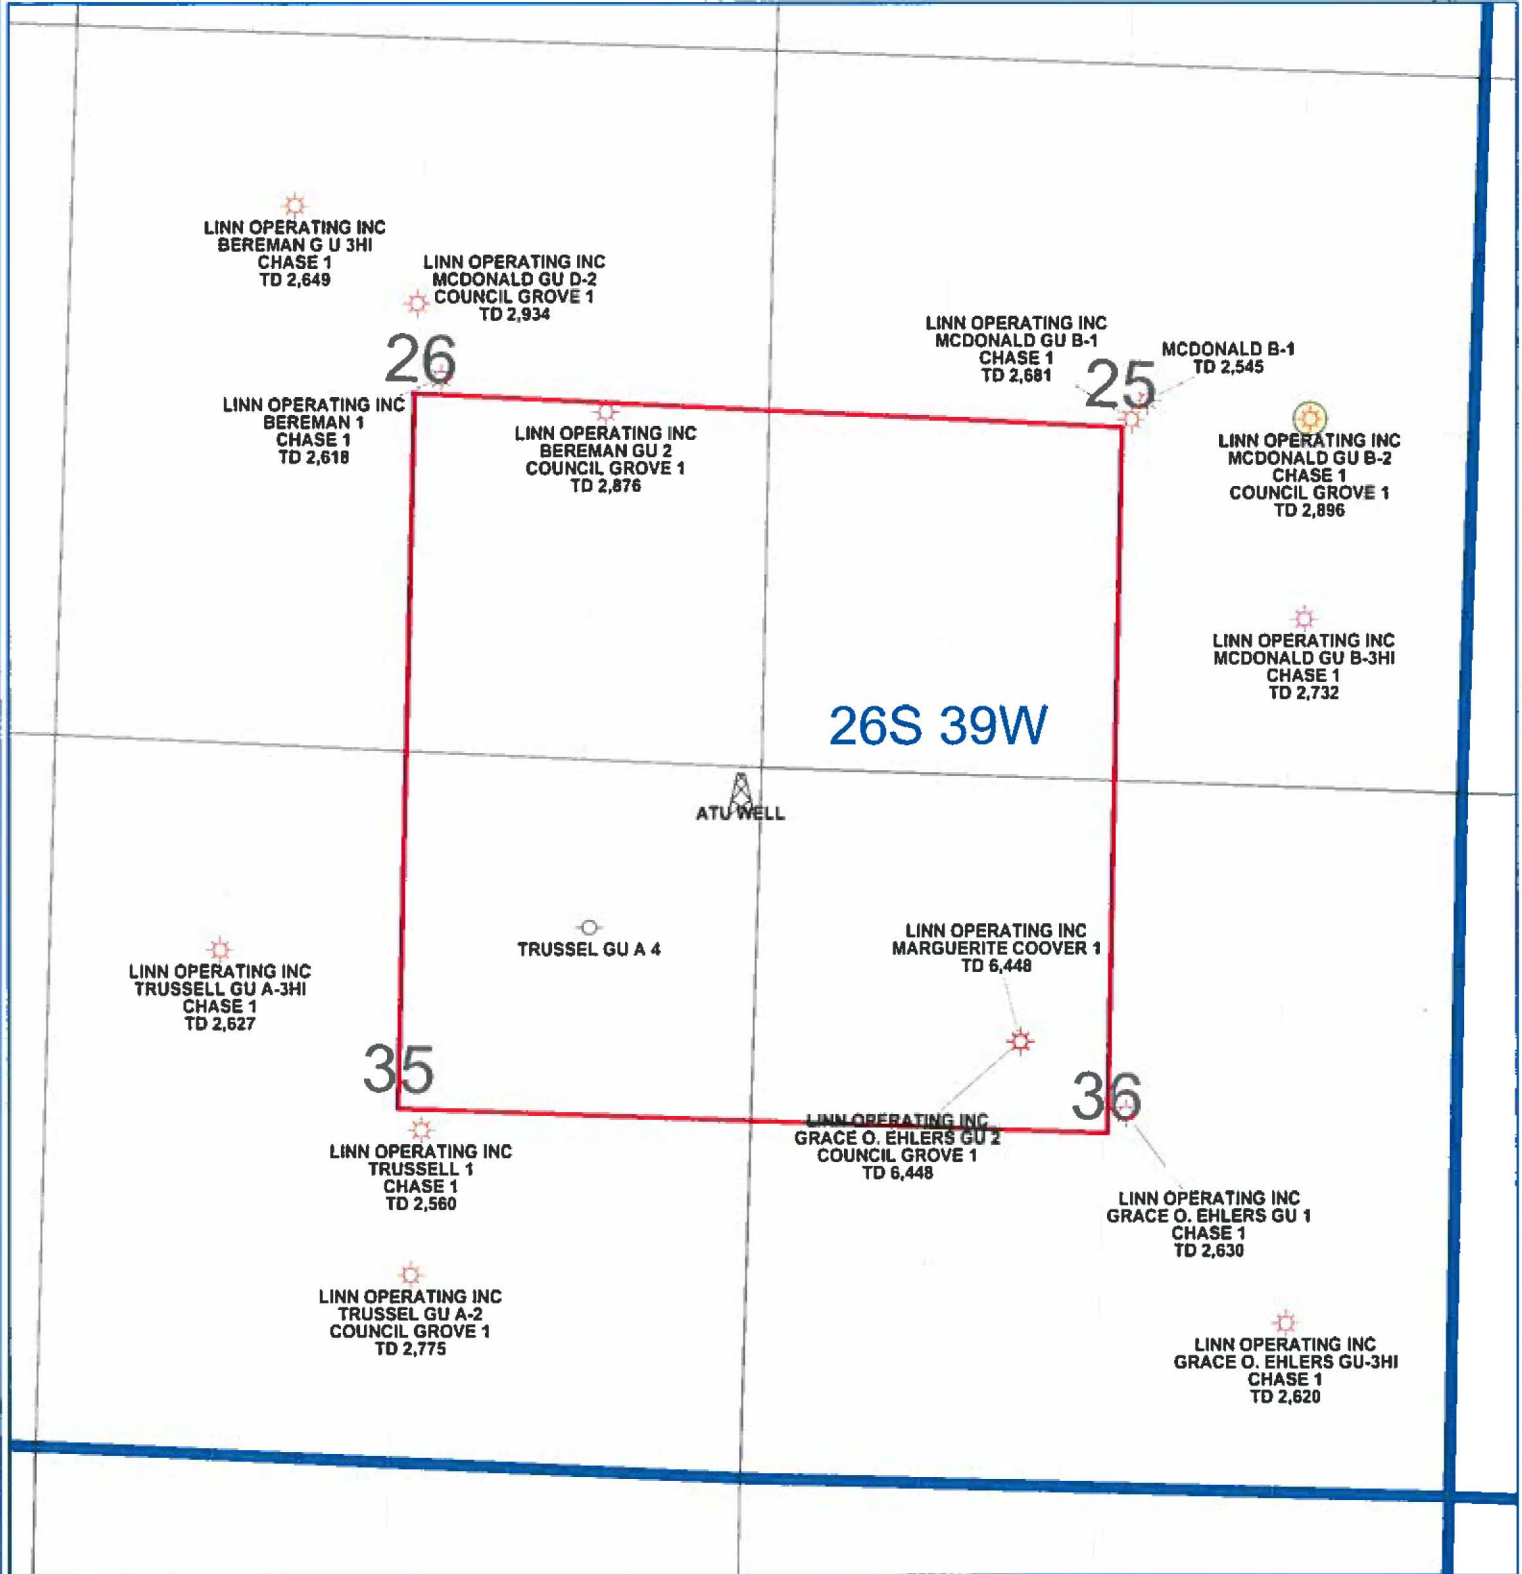 LINN OPERATING INC
BEREMAN G U 3HI
CHASE 1
TD 2,649
LINN OPERATING INC
MCDONALD GU D-2
COUNCIL GROVE 1
TD 2,934
26
LINN OPERATING INC
BEREMAN 1
CHASE 1
TD 2,618
LINN OPERATING INC
BEREMAN GU 2
COUNCIL GROVE 1
TD 2,876
LINN OPERATING INC
MCDONALD GU B-1
CHASE 1
TD 2,681
25
MCDONALD B-1
TD 2,545
LINN OPERATING INC
MCDONALD GU B-2
CHASE 1
COUNCIL GROVE 1
TD 2,896
LINN OPERATING INC
MCDONALD GU B-3HI
CHASE 1
TD 2,732
26S 39W
ATU WELL
TRUSSEL GU A 4
LINN OPERATING INC
MARGUERITE COOVER 1
TD 6,448
LINN OPERATING INC
TRUSSELL GU A-3HI
CHASE 1
TD 2,627
35
36
LINN OPERATING INC
GRACE O. EHLERS GU 2
COUNCIL GROVE 1
TD 6,448
LINN OPERATING INC
TRUSSELL 1
CHASE 1
TD 2,560
LINN OPERATING INC
GRACE O. EHLERS GU 1
CHASE 1
TD 2,630
LINN OPERATING INC
TRUSSEL GU A-2
COUNCIL GROVE 1
TD 2,775
LINN OPERATING INC
GRACE O. EHLERS GU-3HI
CHASE 1
TD 2,620